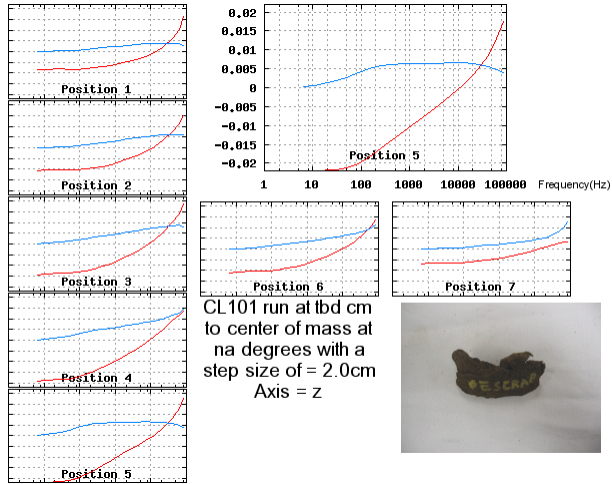 Position 1
Position 2
Position 3
Position 4
Position 5
0.02
0.015
0.01
0.005
0
−0.005
−0.01
−0.015
−0.02
Position 5
1 10 100 1000 10000 100000 Frequency(Hz)
Position 6
Position 7
CL101 run at tbd cm
to center of mass at
na degrees with a
step size of = 2.0cm
Axis = z